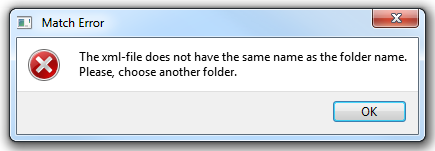 Match Error
The xml-file does not have the same name as the folder name.
Please, choose another folder.
OK